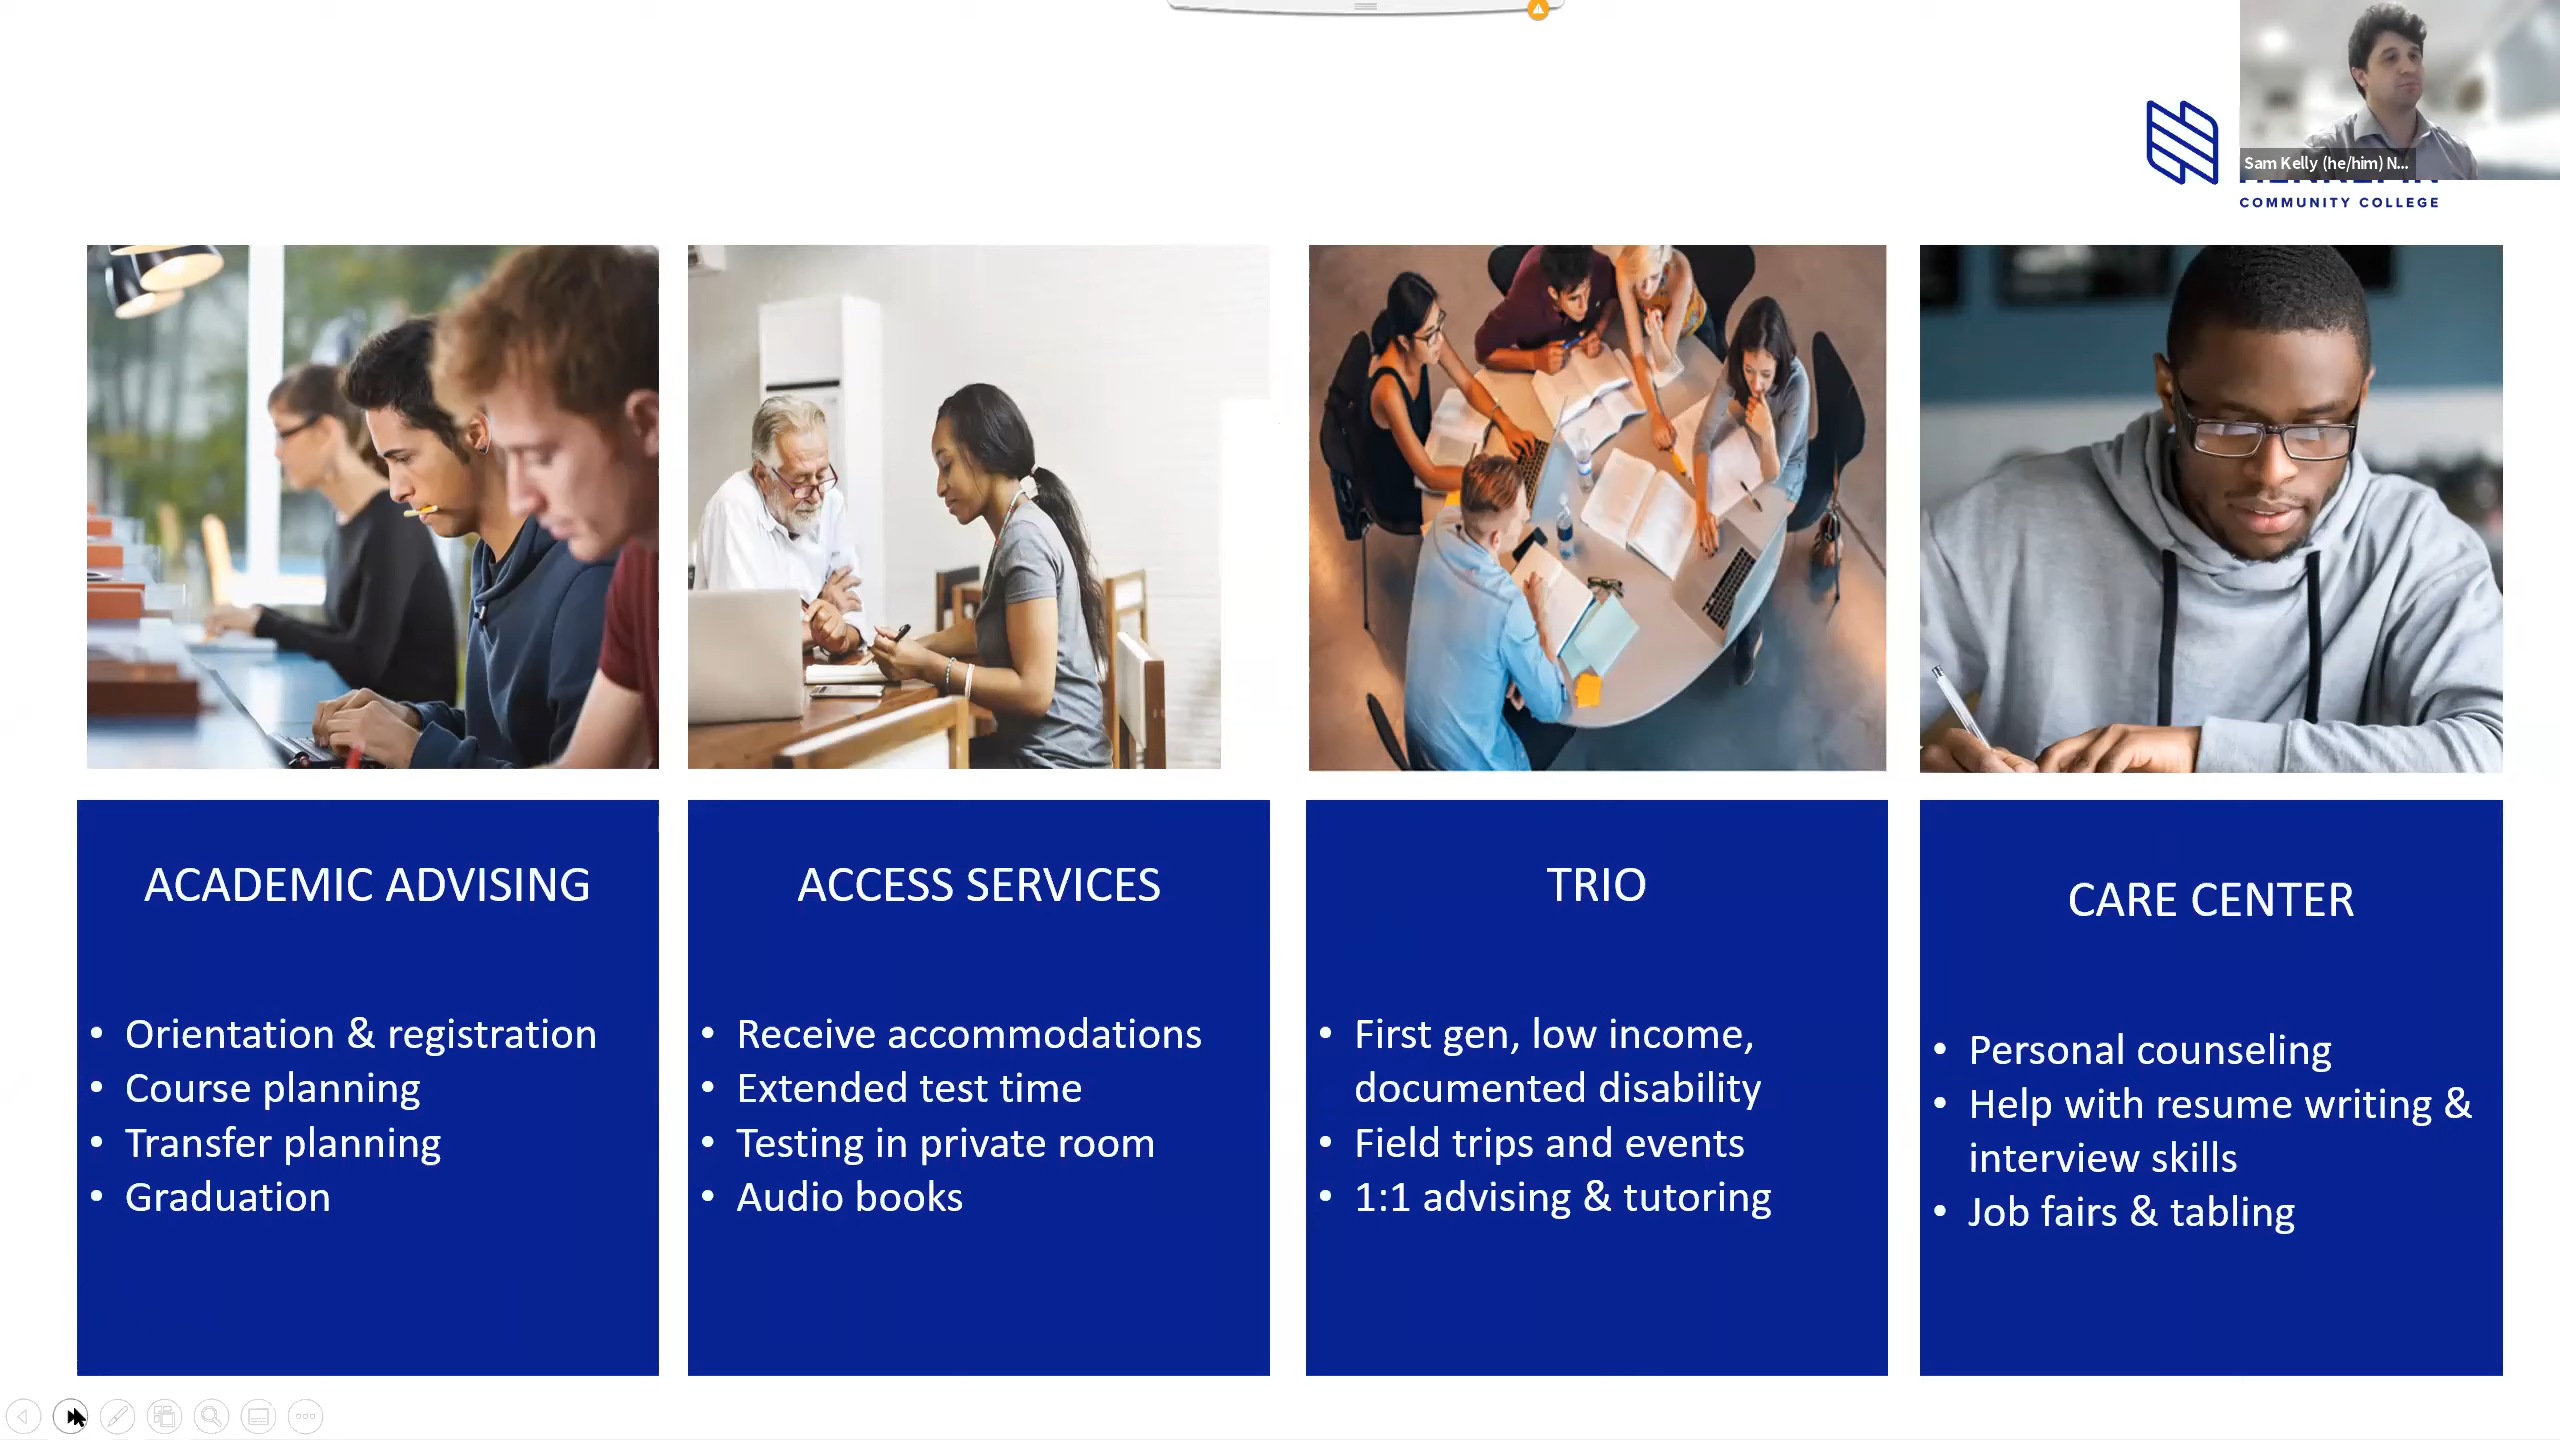 Sam Kelly (he/him) N...
COMMUNITY COLLEGE
ACADEMIC ADVISING
• Orientation & registration
• Course planning
• Transfer planning
• Graduation
ACCESS SERVICES
• Receive accommodations
• Extended test time
• Testing in private room
• Audio books
TRIO
• First gen, low income,
documented disability
• Field trips and events
• 1:1 advising & tutoring
CARE CENTER
• Personal counseling
• Help with resume writing &
interview skills
• Job fairs & tabling